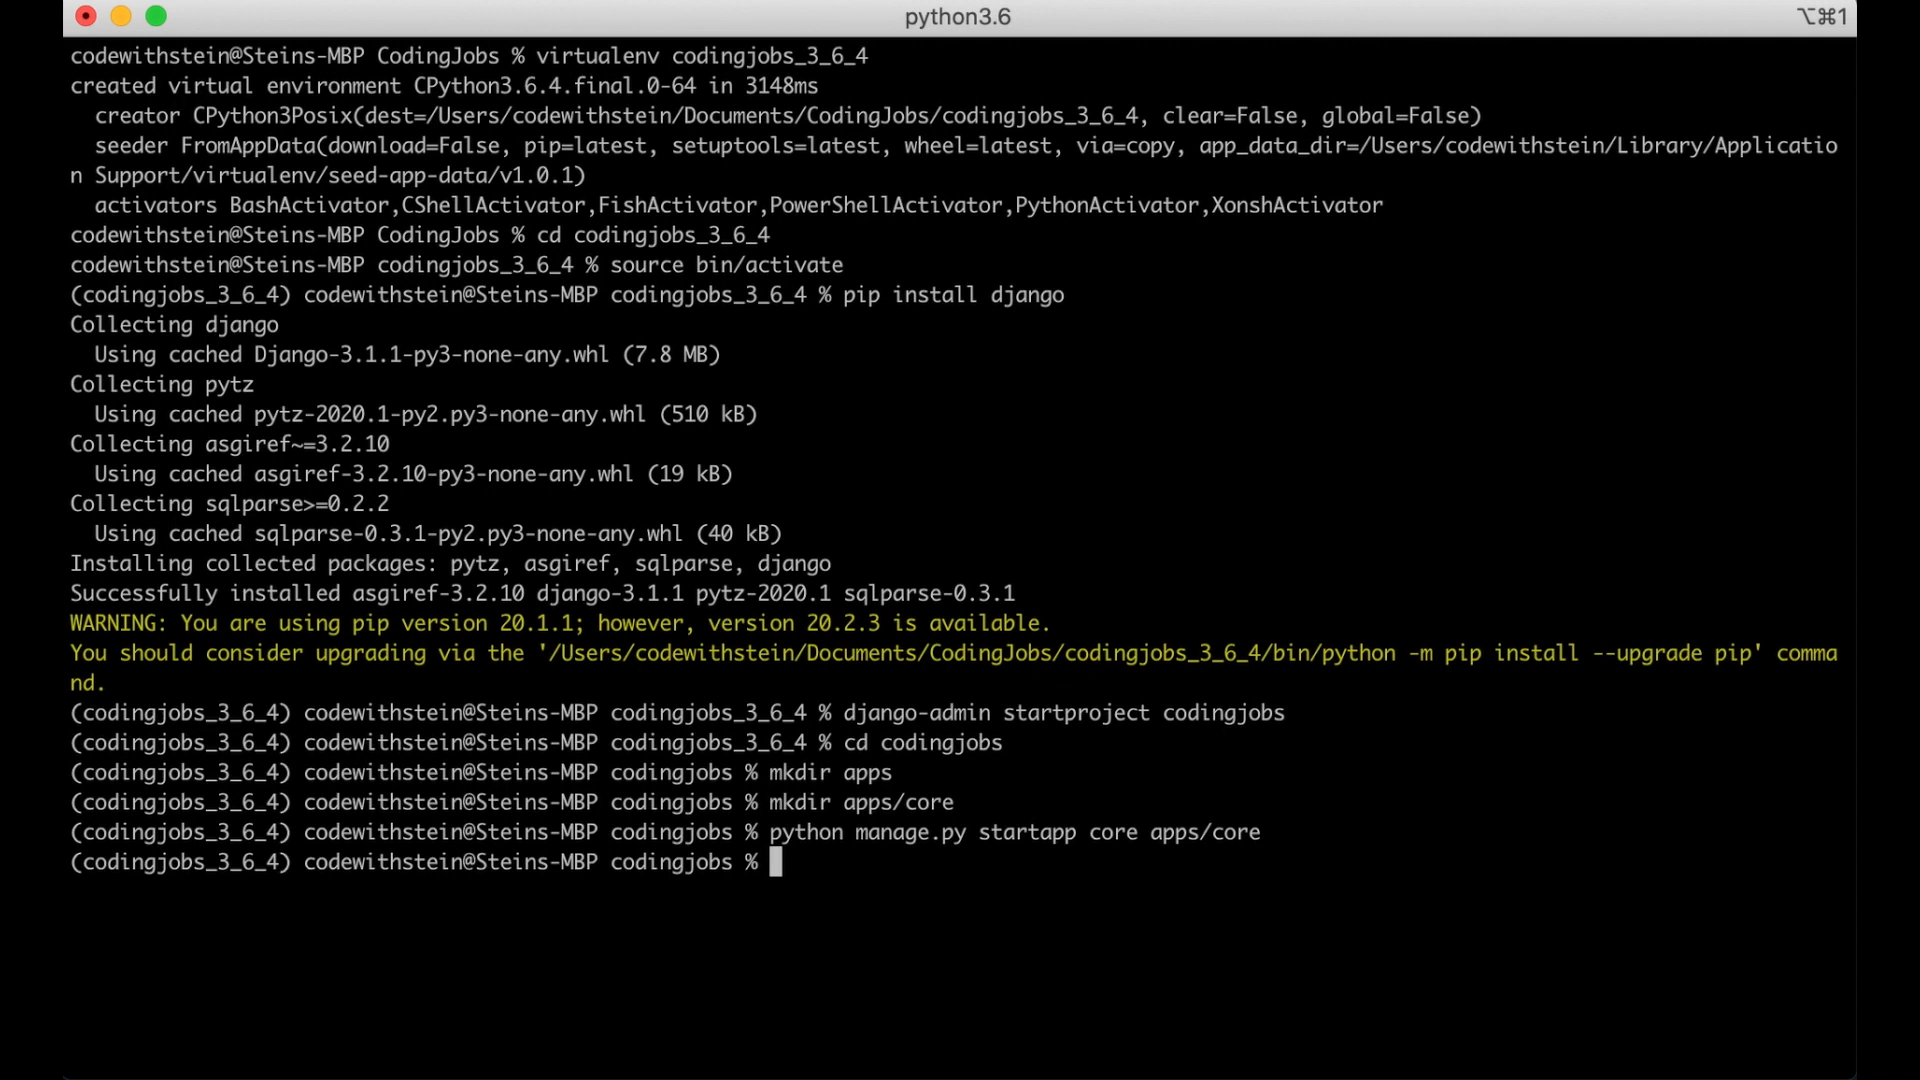 python3.6
⌥⌘1
codewithstein@Steins-MBP CodingJobs % virtualenv codingjobs_3_6_4
created virtual environment CPython3.6.4.final.0-64 in 3148ms
  creator CPython3Posix(dest=/Users/codewithstein/Documents/CodingJobs/codingjobs_3_6_4, clear=False, global=False)
  seeder FromAppData(download=False, pip=latest, setuptools=latest, wheel=latest, via=copy, app_data_dir=/Users/codewithstein/Library/Applicatio
n Support/virtualenv/seed-app-data/v1.0.1)
  activators BashActivator,CShellActivator,FishActivator,PowerShellActivator,PythonActivator,XonshActivator
codewithstein@Steins-MBP CodingJobs % cd codingjobs_3_6_4
codewithstein@Steins-MBP codingjobs_3_6_4 % source bin/activate
(codingjobs_3_6_4) codewithstein@Steins-MBP codingjobs_3_6_4 % pip install django
Collecting django
  Using cached Django-3.1.1-py3-none-any.whl (7.8 MB)
Collecting pytz
  Using cached pytz-2020.1-py2.py3-none-any.whl (510 kB)
Collecting asgiref~=3.2.10
  Using cached asgiref-3.2.10-py3-none-any.whl (19 kB)
Collecting sqlparse>=0.2.2
  Using cached sqlparse-0.3.1-py2.py3-none-any.whl (40 kB)
Installing collected packages: pytz, asgiref, sqlparse, django
Successfully installed asgiref-3.2.10 django-3.1.1 pytz-2020.1 sqlparse-0.3.1
WARNING: You are using pip version 20.1.1; however, version 20.2.3 is available.
You should consider upgrading via the '/Users/codewithstein/Documents/CodingJobs/codingjobs_3_6_4/bin/python -m pip install --upgrade pip' comma
nd.
(codingjobs_3_6_4) codewithstein@Steins-MBP codingjobs_3_6_4 % django-admin startproject codingjobs
(codingjobs_3_6_4) codewithstein@Steins-MBP codingjobs_3_6_4 % cd codingjobs
(codingjobs_3_6_4) codewithstein@Steins-MBP codingjobs % mkdir apps
(codingjobs_3_6_4) codewithstein@Steins-MBP codingjobs % mkdir apps/core
(codingjobs_3_6_4) codewithstein@Steins-MBP codingjobs % python manage.py startapp core apps/core
(codingjobs_3_6_4) codewithstein@Steins-MBP codingjobs %